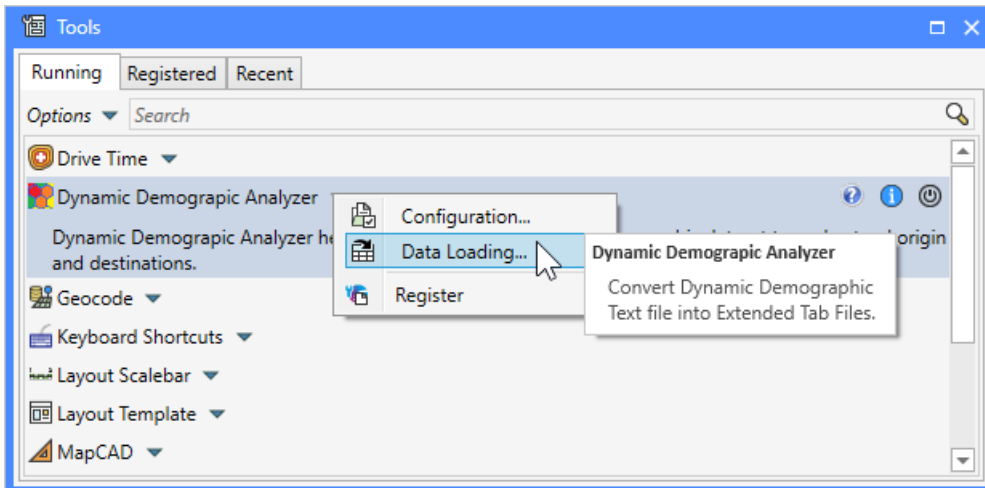 Tools
Running Registered Recent
Options Search
Drive Time
Dynamic Demograpic Analyzer
Configuration...
Dynamic Demograpic Analyzer he
Data Loading...
origin
and destinations.
Dynamic Demograpic Analyzer
Convert Dynamic Demographic
Text file into Extended Tab Files.
Register
Geocode
Keyboard Shortcuts
Layout Scalebar
Layout Template
MapCAD